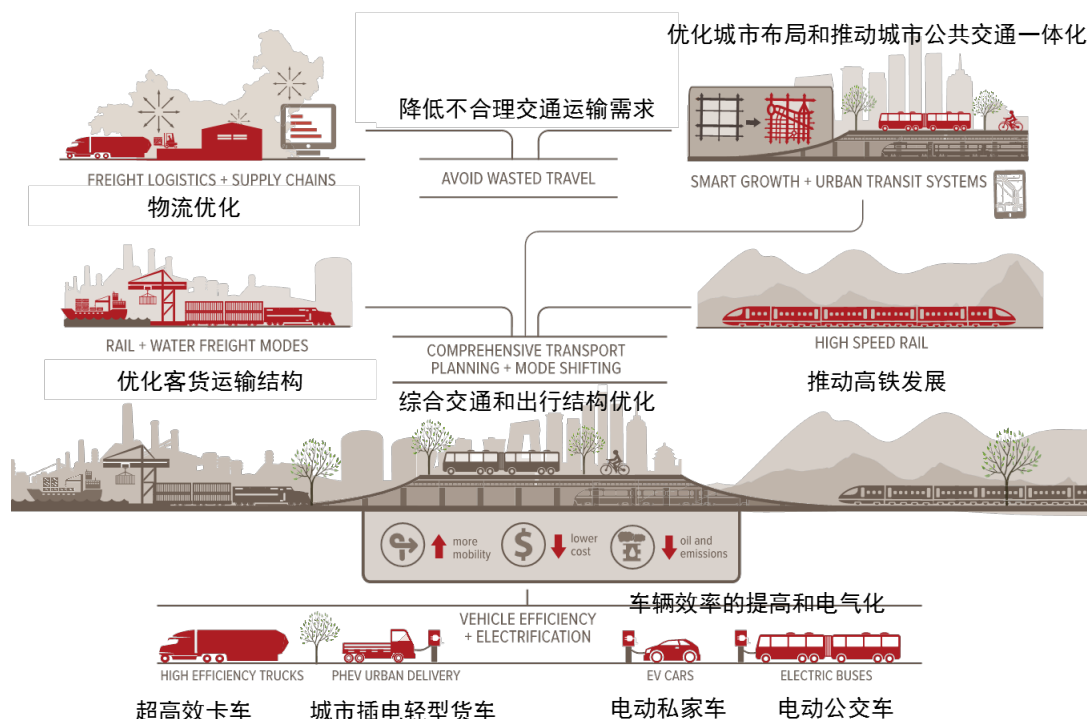 优化城市布局和推动城市公共交通一体化
降低不合理交通运输需求
FREIGHT LOGISTICS + SUPPLY CHAINS
AVOID WASTED TRAVEL
SMART GROWTH + URBAN TRANSIT SYSTEMS
物流优化
RAIL + WATER FREIGHT MODES
COMPREHENSIVE TRANSPORT
PLANNING + MODE SHIFTING
HIGH SPEED RAIL
优化客货运输结构
综合交通和出行结构优化
推动高铁发展
more
mobility
$
lower
cost
oil and
emissions
VEHICLE EFFICIENCY
+ ELECTRIFICATION
车辆效率的提高和电气化
HIGH EFFICIENCY TRUCKS
PHEV URBAN DELIVERY
EV CARS
ELECTRIC BUSES
超高效卡车
城市插电轻型货车
电动私家车
电动公交车